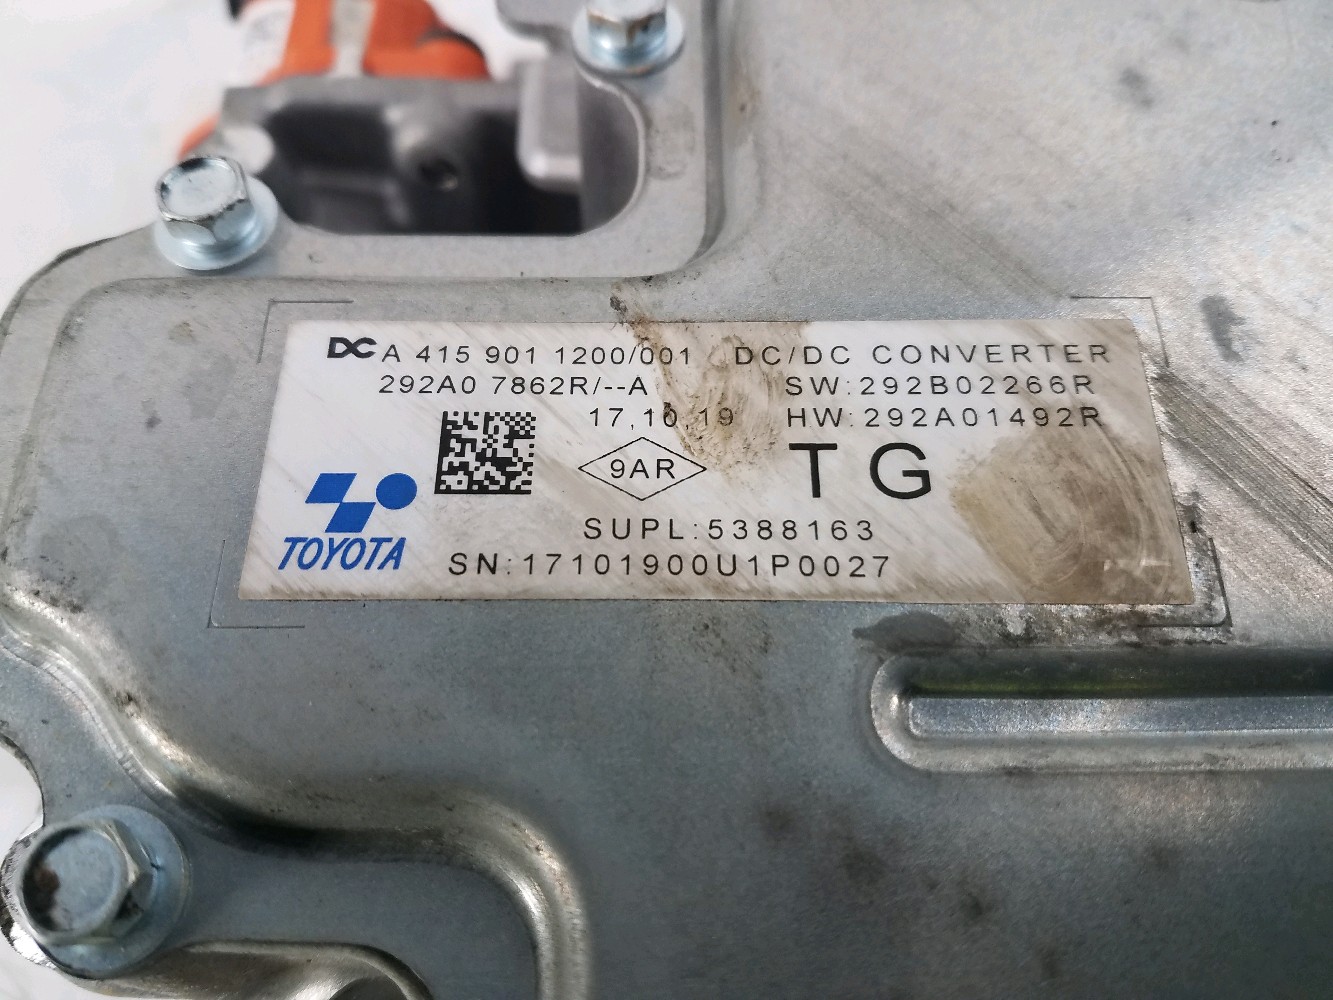 DC A 415 901 1200/001 DC/DC CONVERTER
292A0 7862R/--A SW:292B02266R
17,10,19 HW:292A01492R
9AR TG
TOYOTA
SUPL:5388163
SN:17101900U1P0027